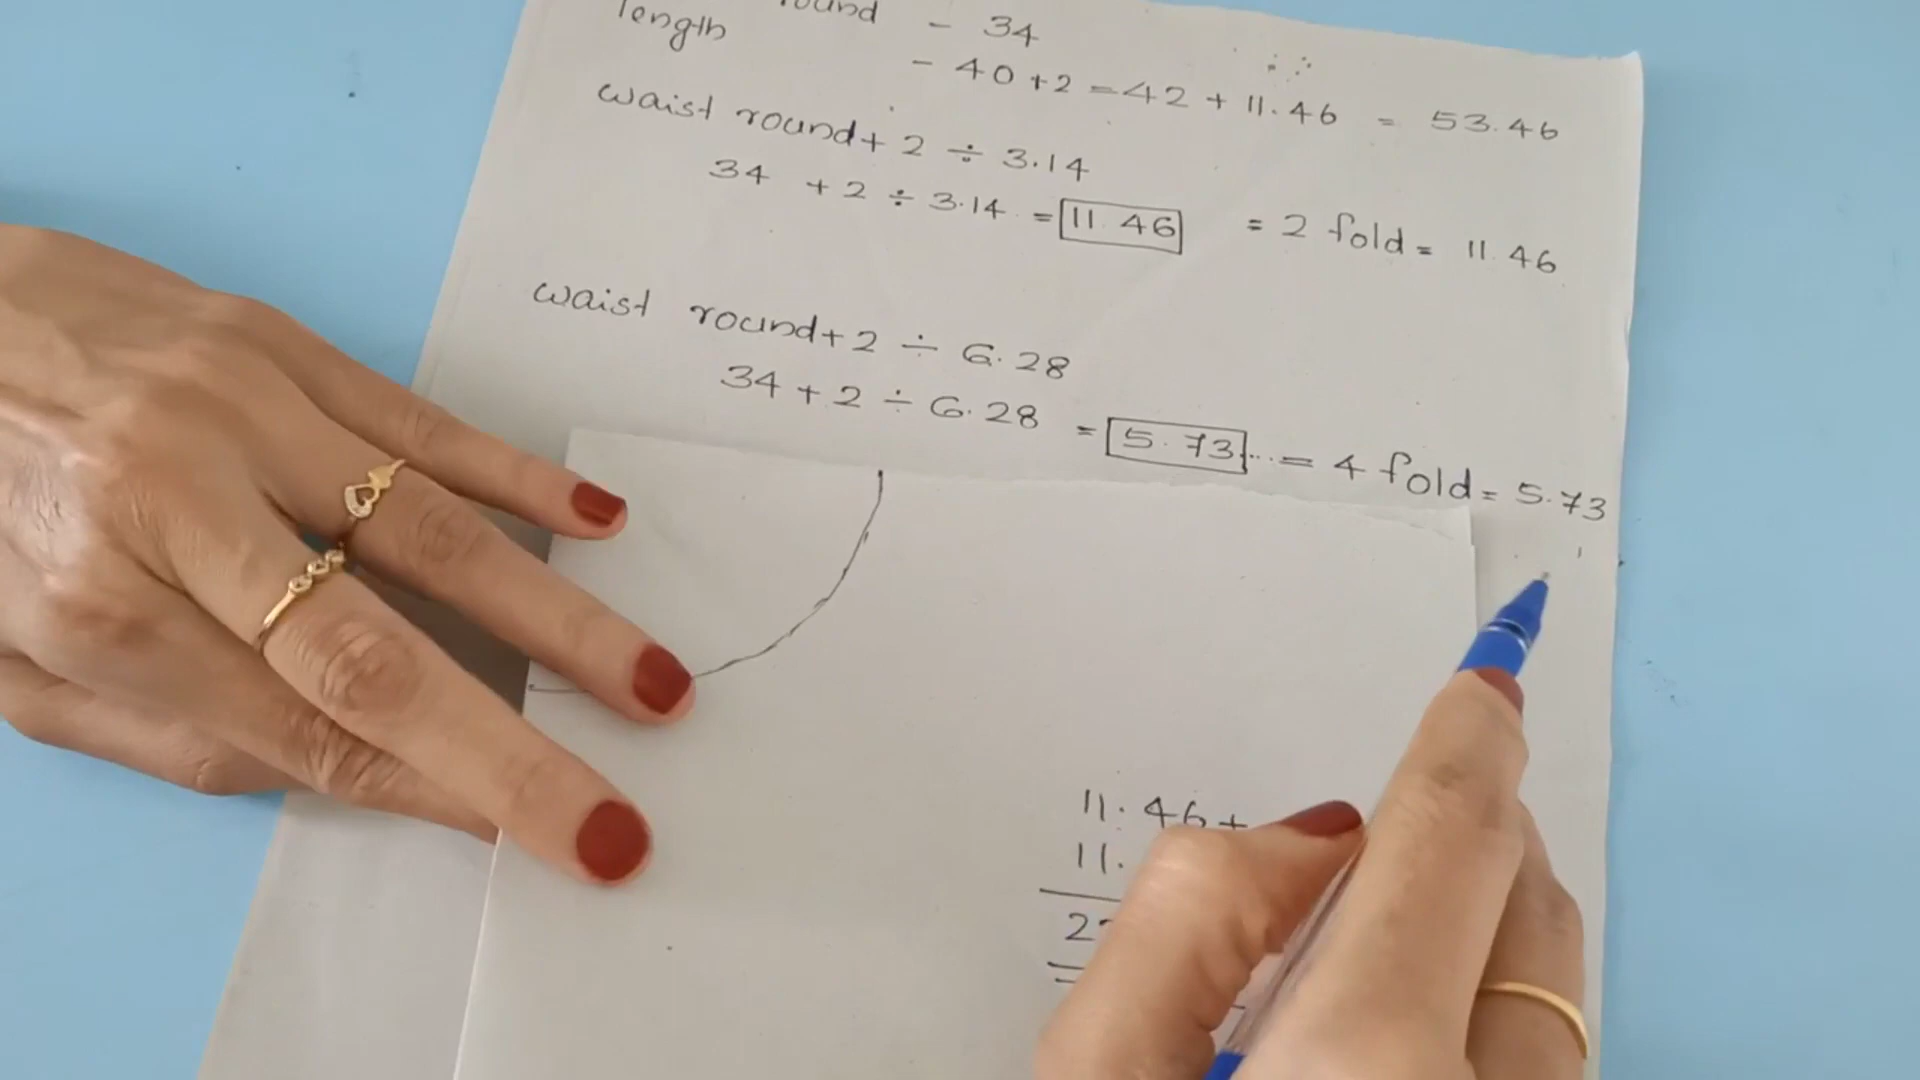 round - 34
length - 40 + 2 = 42 + 11.46 = 53.46
waist round + 2 ÷ 3.14
34 + 2 ÷ 3.14 = 11.46 = 2 fold = 11.46
waist round + 2 ÷ 6.28
34 + 2 ÷ 6.28 = 5.73... = 4 fold = 5.73
11.46 +
11.